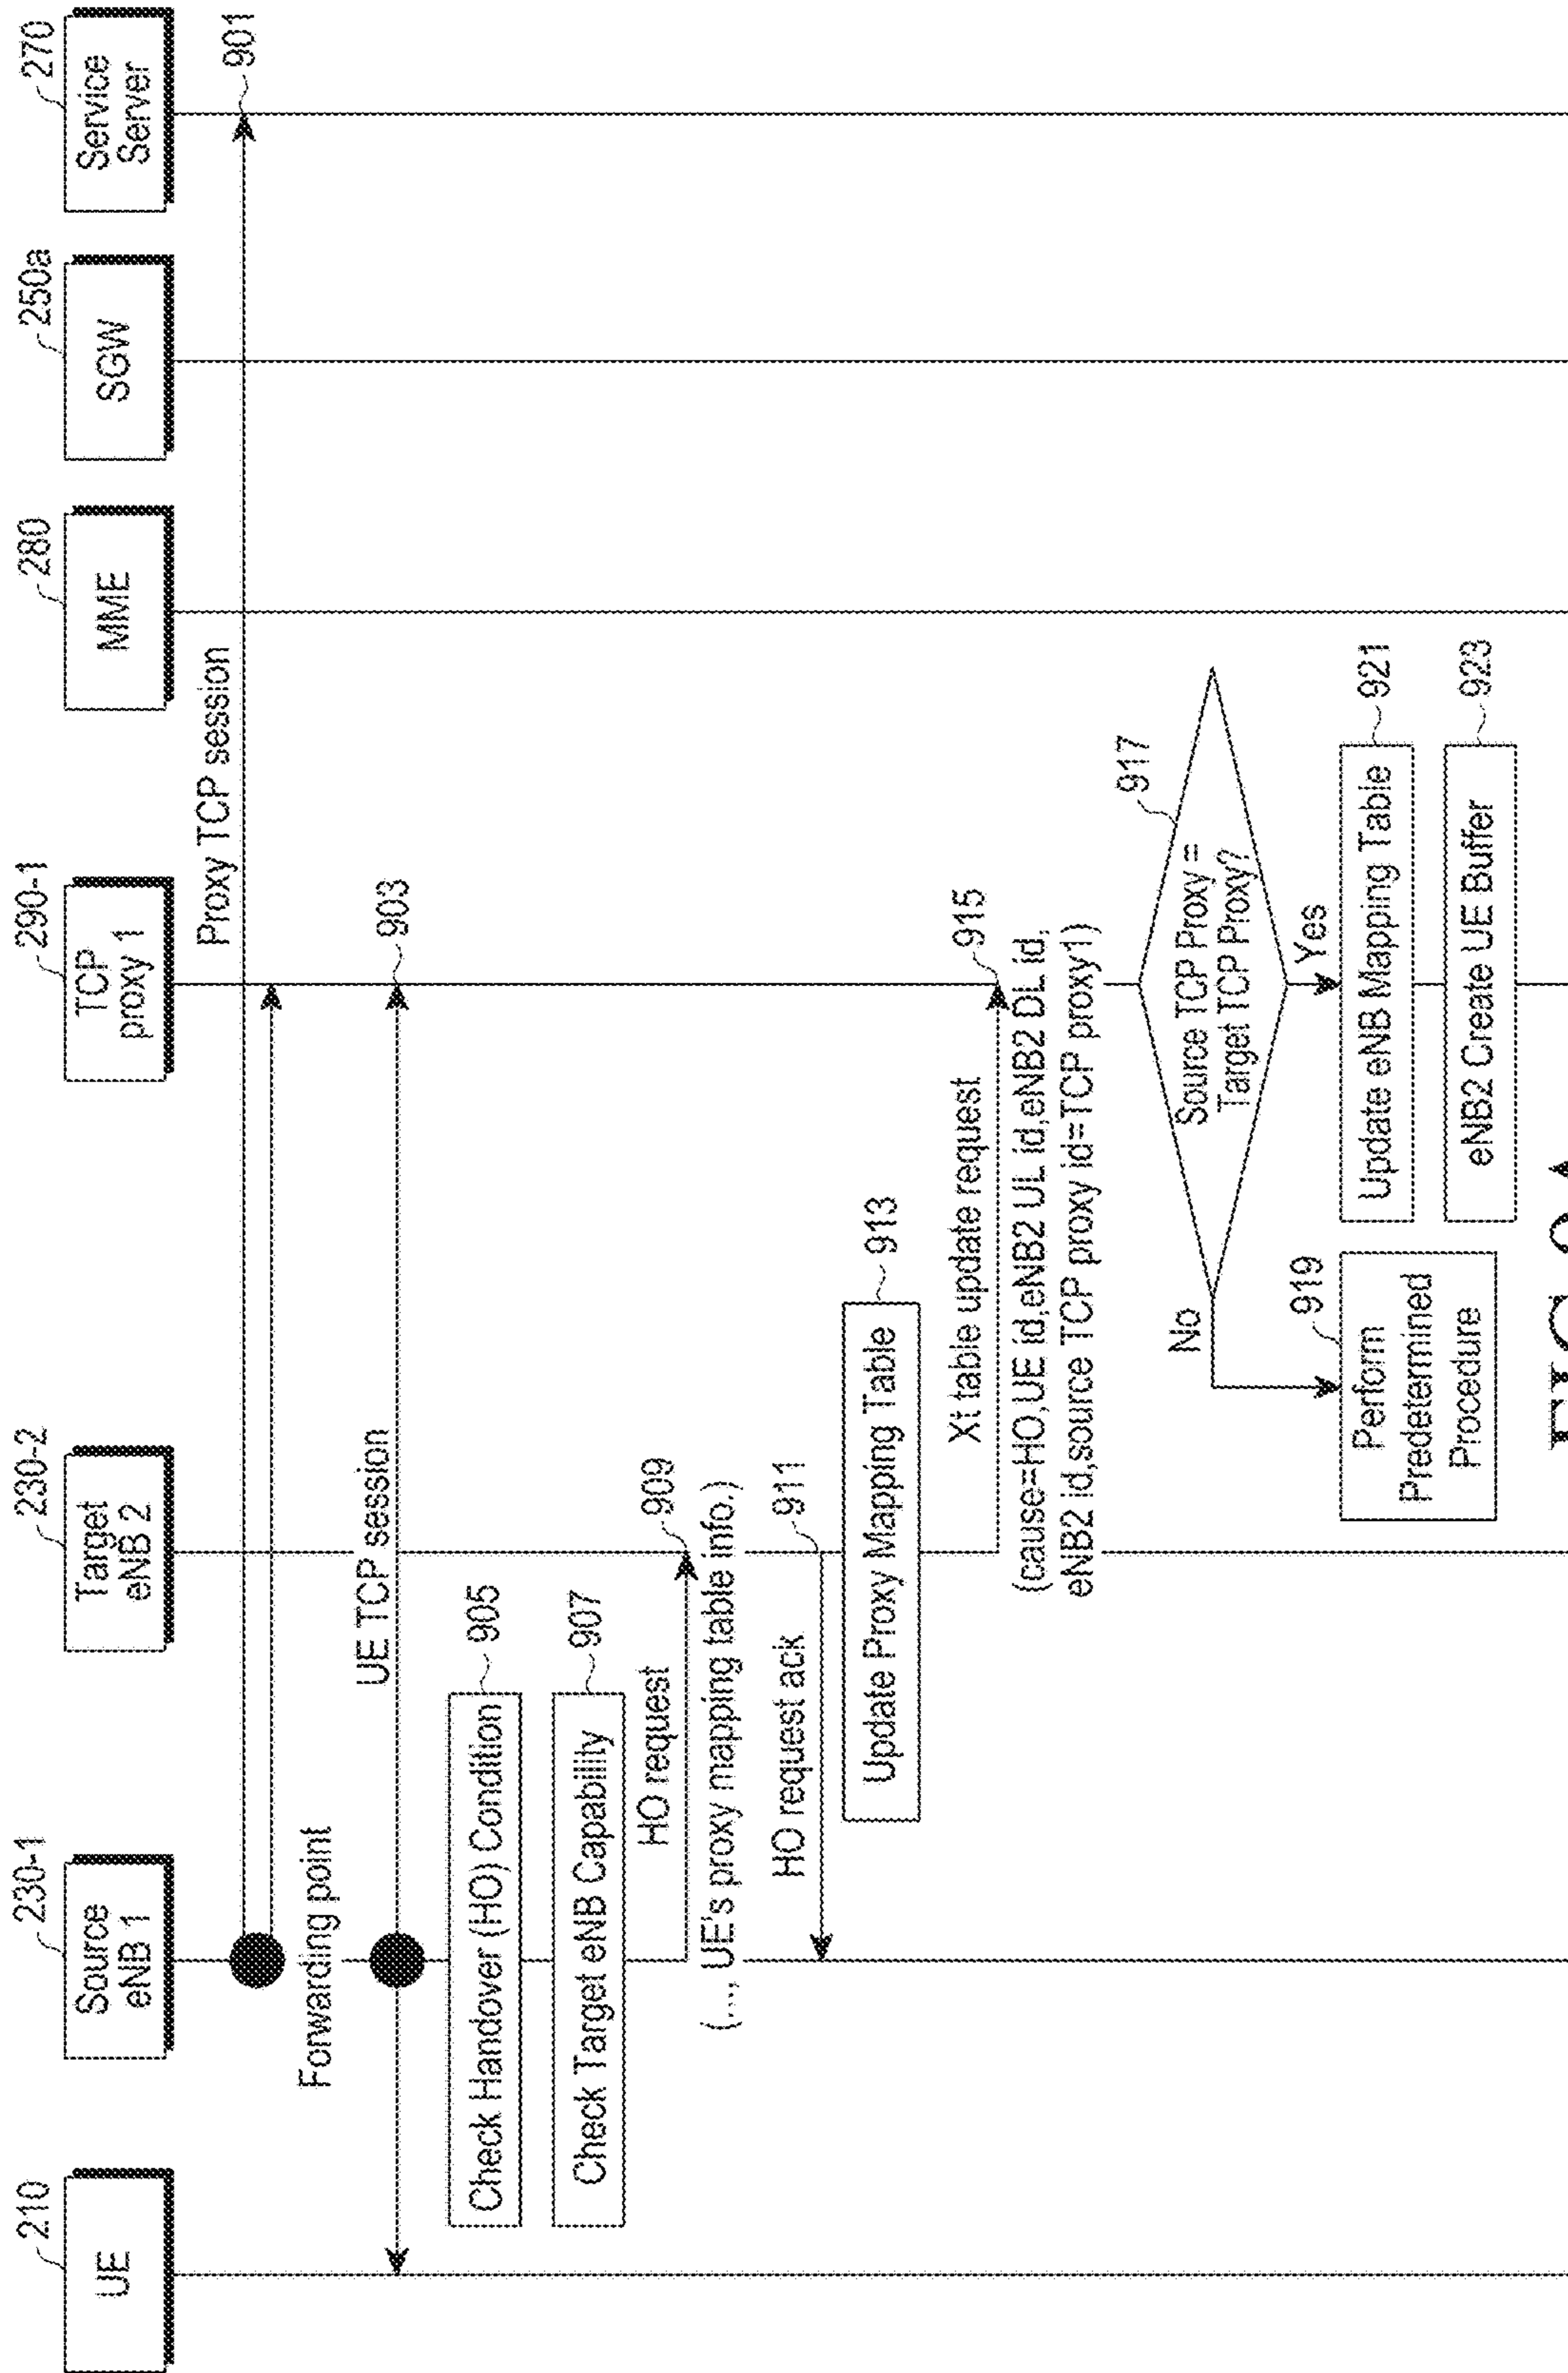 210
UE
230-1
Source
eNB 1
230-2
Target
eNB 2
290-1
TCP
proxy 1
280
MME
250a
SGW
270
Service
Server
Proxy TCP session
901
Forwarding point
UE TCP session
903
Check Handover (HO) Condition
905
Check Target eNB Capability
907
HO request
909
(..., UE's proxy mapping table info.)
HO request ack
911
Update Proxy Mapping Table
913
Xt table update request
915
(cause=HO,UE id,eNB2 UL id,eNB2 DL id,
eNB2 id,source TCP proxy id=TCP proxy1)
917
Source TCP Proxy =
Target TCP Proxy?
No
Yes
919
Perform
Predetermined
Procedure
Update eNB Mapping Table
921
eNB2 Create UE Buffer
923